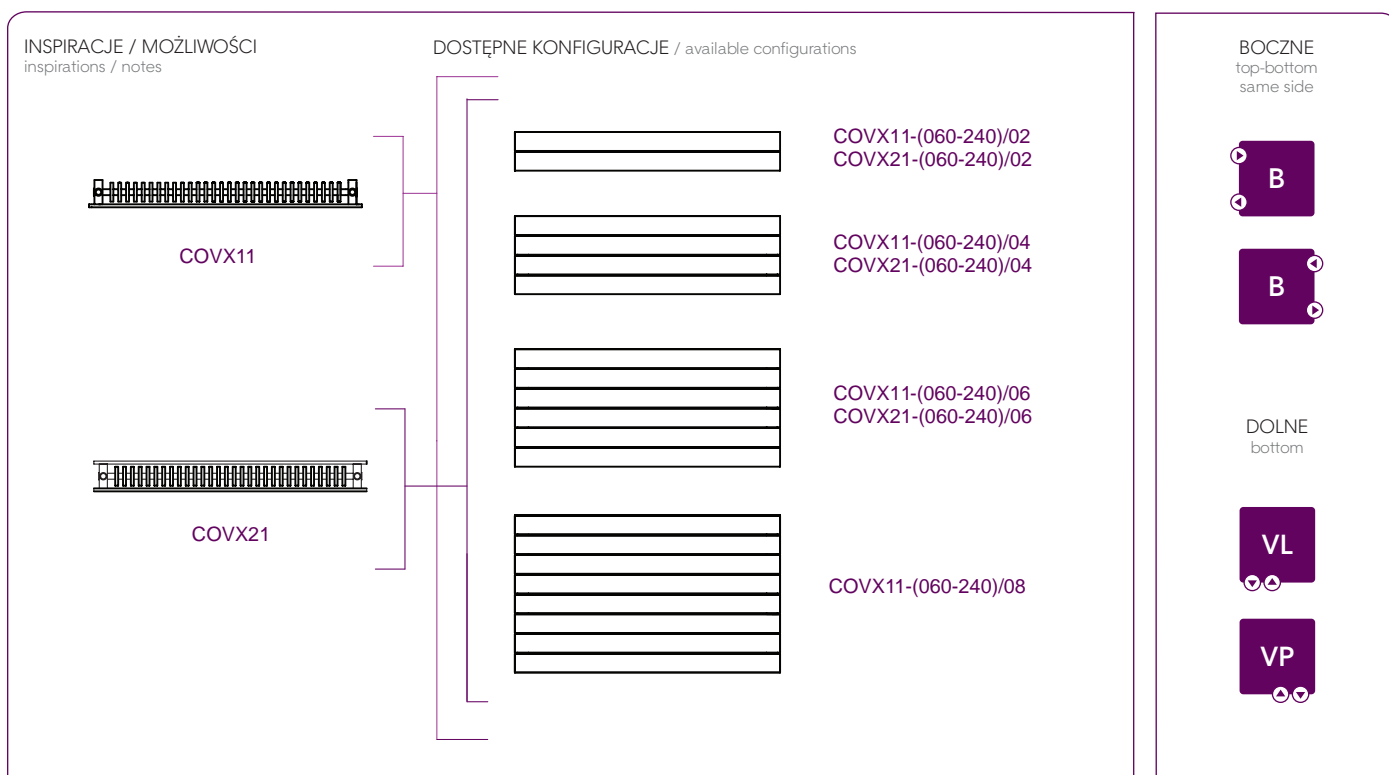 INSPIRACJE / MOŻLIWOŚCI
inspirations / notes
COVX11
COVX21
DOSTĘPNE KONFIGURACJE / available configurations
COVX11-(060-240)/02
COVX21-(060-240)/02
COVX11-(060-240)/04
COVX21-(060-240)/04
COVX11-(060-240)/06
COVX21-(060-240)/06
COVX11-(060-240)/08
BOCZNE
top-bottom
same side
B
B
DOLNE
bottom
VL
VP